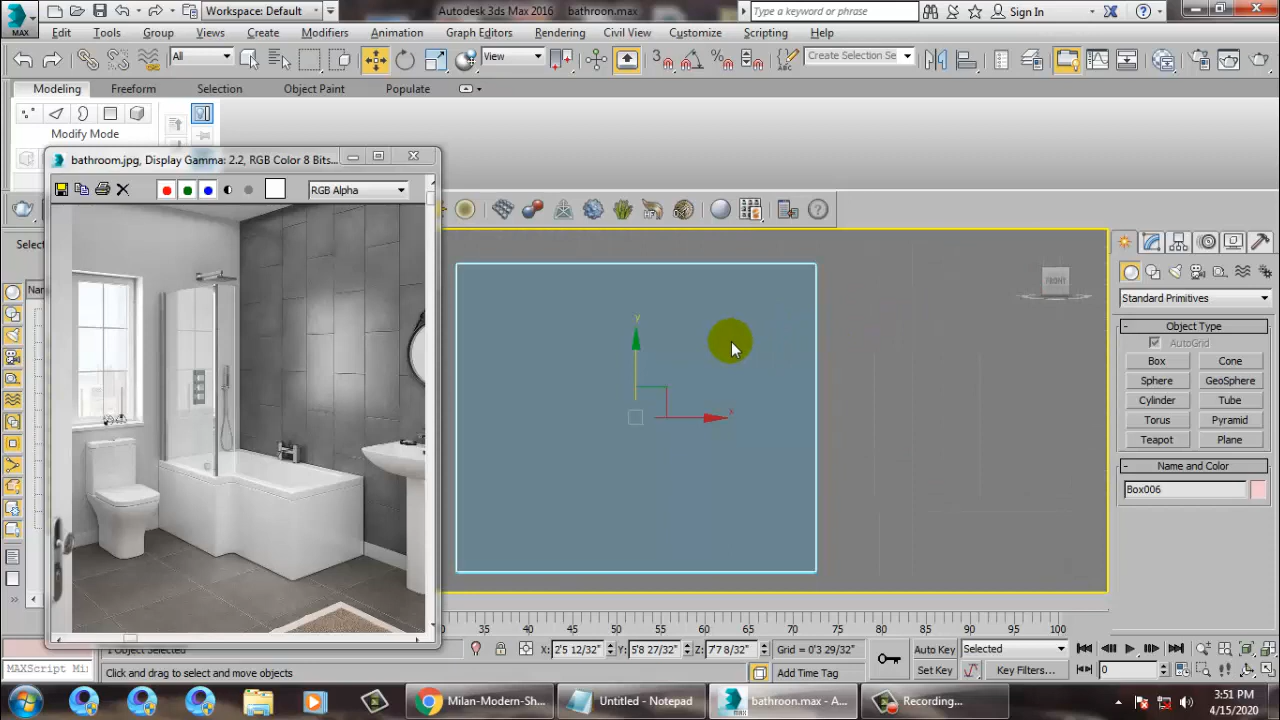 MAX
Workspace: Default
Autodesk 3ds Max 2016 bathroon.max
Type a keyword or phrase
Sign In
Edit Tools Group Views Create Modifiers Animation Graph Editors Rendering Civil View Customize Scripting Help
All
View
3
Create Selection Se
Modeling Freeform Selection Object Paint Populate
Modify Mode
bathroom.jpg, Display Gamma: 2.2, RGB Color 8 Bits...
RGB Alpha
Selec
Na
y
x
FRONT
Standard Primitives
Object Type
AutoGrid
Box Cone
Sphere GeoSphere
Cylinder Tube
Torus Pyramid
Teapot Plane
Name and Color
Box006
35 40 45 50 55 60 65 70 75 80 85 90 95 100
1 Object Selected
X: 2'5 12/32" Y: 5'8 27/32" Z: 7'7 8/32" Grid = 0'3 29/32"
Auto Key Selected
MAXScript Mi
Click and drag to select and move objects
Add Time Tag
Set Key Key Filters...
0
Milan-Modern-Sh...
Untitled - Notepad
bathroon.max - A...
Recording...
3:51 PM
4/15/2020